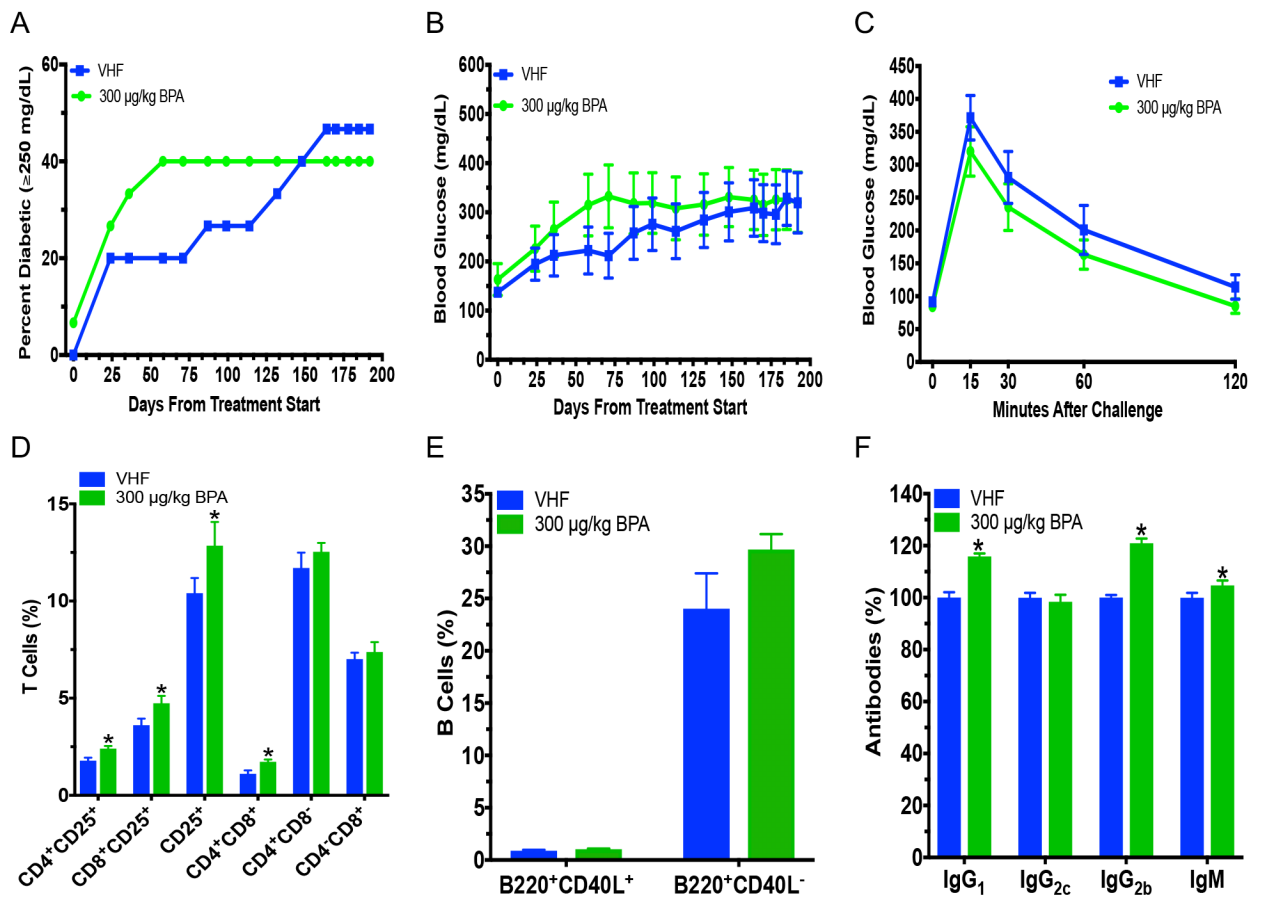 A
Percent Diabetic (≥250 mg/dL)
VHF
300 µg/kg BPA
60
40
20
0
0 25 50 75 100 125 150 175 200
Days From Treatment Start
B
Blood Glucose (mg/dL)
VHF
300 µg/kg BPA
600
500
400
300
200
100
0
0 25 50 75 100 125 150 175 200
Days From Treatment Start
C
Blood Glucose (mg/dL)
VHF
300 µg/kg BPA
450
400
350
300
250
200
150
100
50
0
0 15 30 60 120
Minutes After Challenge
D
T Cells (%)
VHF
300 µg/kg BPA
15
10
5
0
* * * *
CD4⁺CD25⁺
CD8⁺CD25⁺
CD25⁺
CD4⁺CD8⁺
CD4⁺CD8⁻
CD4⁻CD8⁺
E
B Cells (%)
VHF
300 µg/kg BPA
35
30
25
20
15
10
5
0
B220⁺CD40L⁺ B220⁺CD40L⁻
F
Antibodies (%)
VHF
300 µg/kg BPA
140
120
100
80
60
40
20
0
* * *
IgG₁ IgG₂c IgG₂b IgM